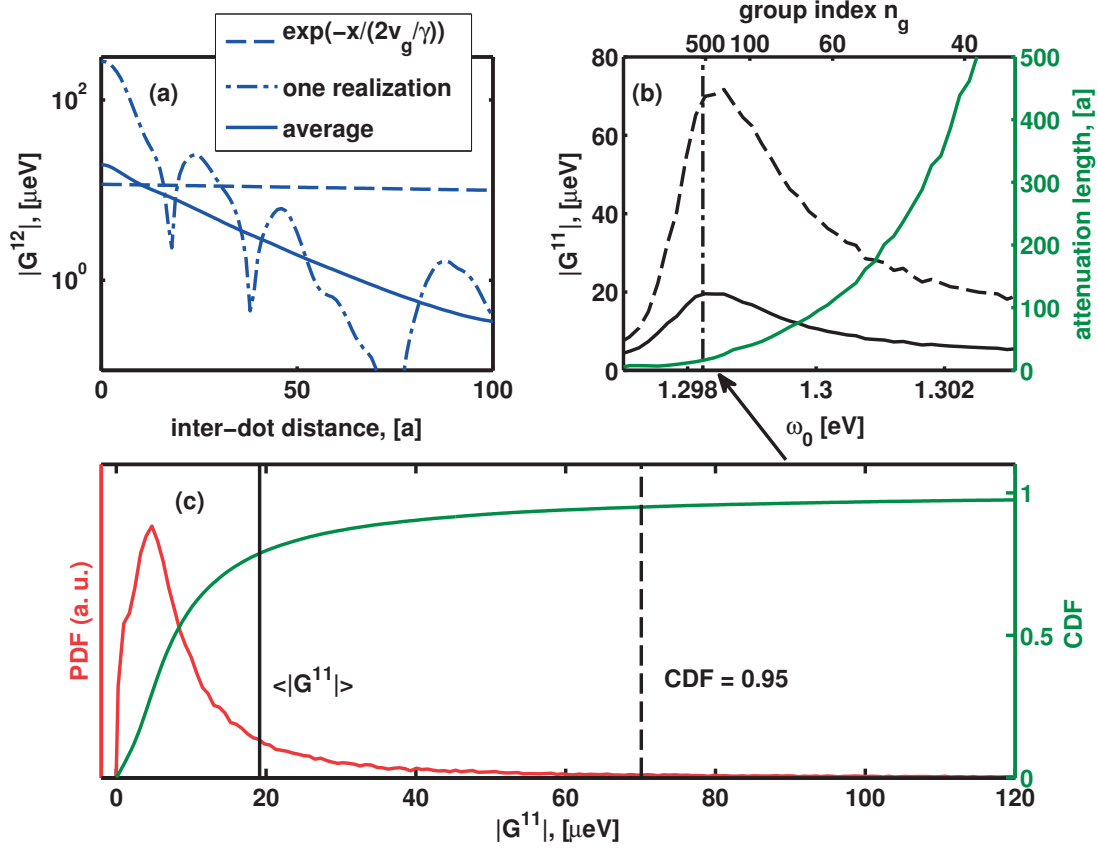 exp(−x/(2v_g/γ))
one realization
average
(a)
10^2
10^0
|G^12|, [μeV]
0
50
100
inter−dot distance, [a]
group index n_g
500 100
60
40
(b)
80
60
40
20
0
|G^11|, [μeV]
500
400
300
200
100
0
attenuation length, [a]
1.298
1.3
1.302
ω_0 [eV]
(c)
PDF (a. u.)
<|G^11|>
CDF = 0.95
1
0.5
0
CDF
0
20
40
60
80
100
120
|G^11|, [μeV]